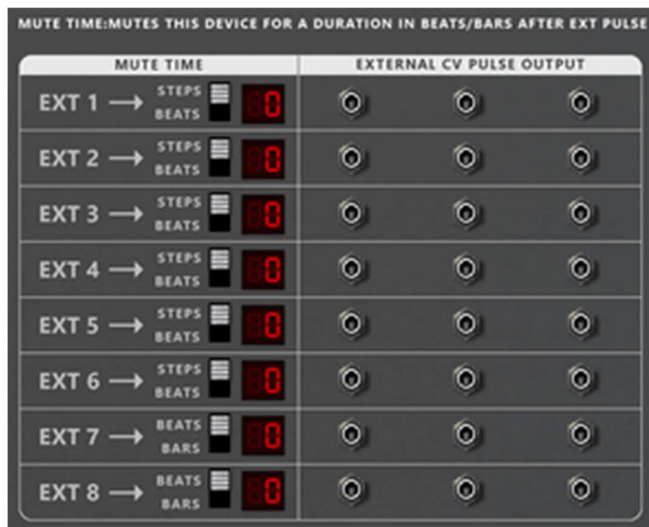 MUTE TIME:MUTES THIS DEVICE FOR A DURATION IN BEATS/BARS AFTER EXT PULSE
MUTE TIME EXTERNAL CV PULSE OUTPUT
EXT 1 → STEPS BEATS 0
EXT 2 → STEPS BEATS 0
EXT 3 → STEPS BEATS 0
EXT 4 → STEPS BEATS 0
EXT 5 → STEPS BEATS 0
EXT 6 → STEPS BEATS 0
EXT 7 → BEATS BARS 0
EXT 8 → BEATS BARS 0